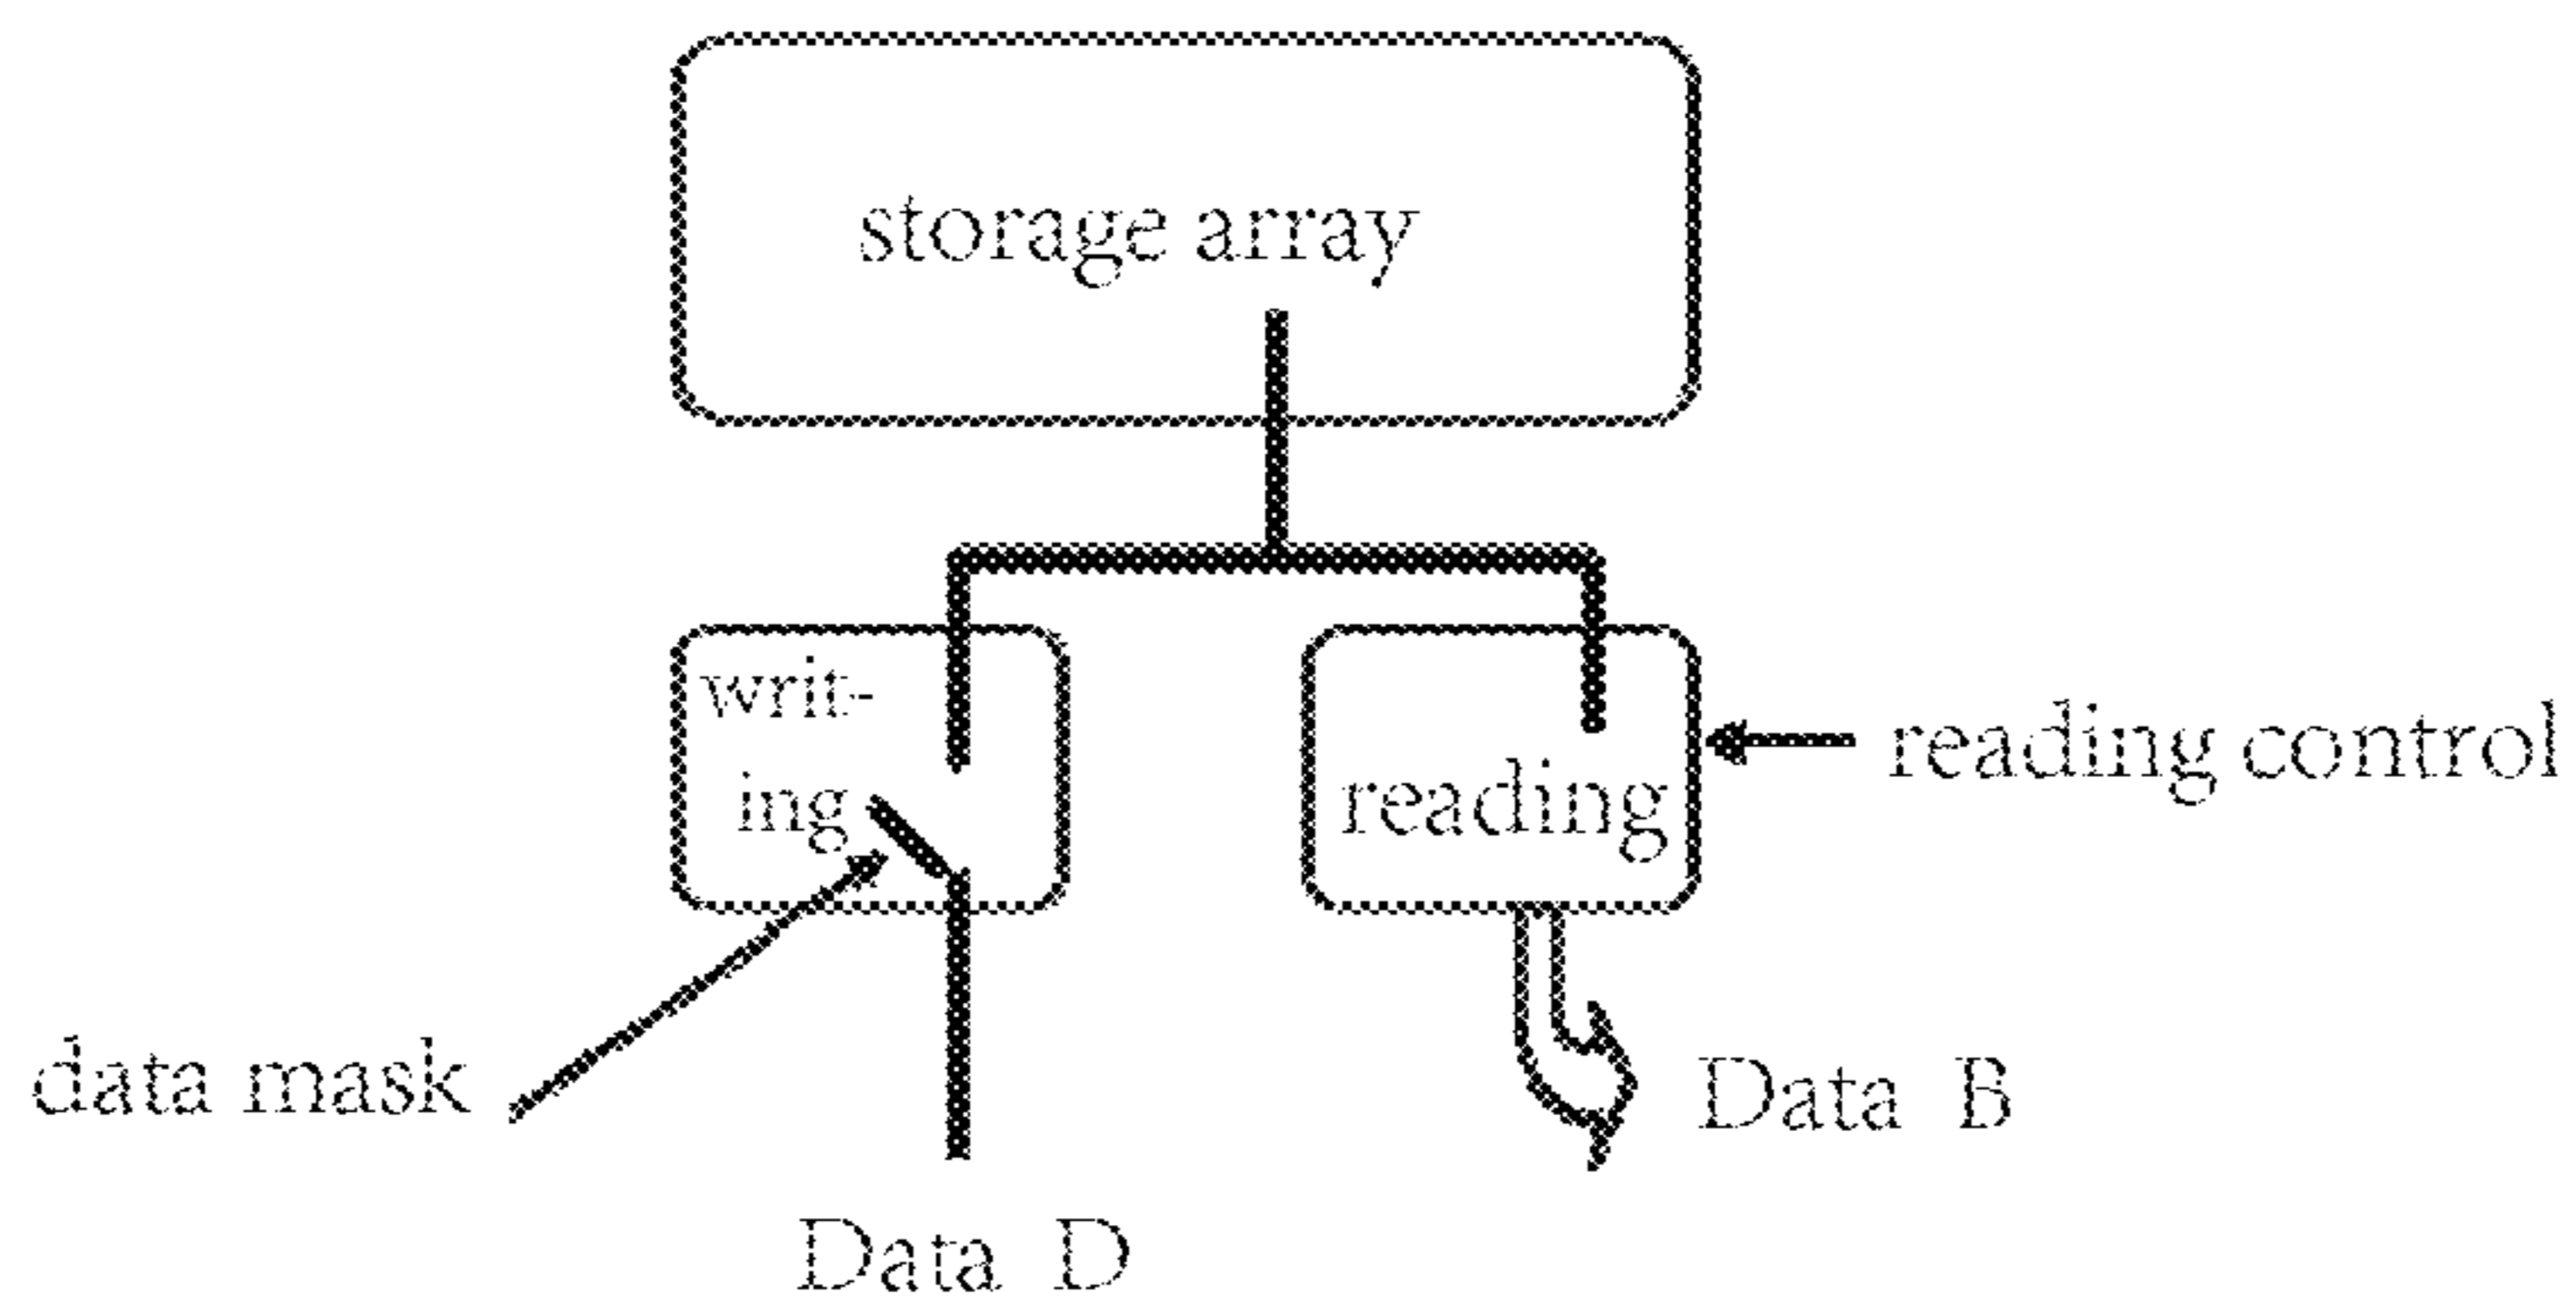 storage array
writ-
ing
reading
reading control
data mask
Data B
Data D